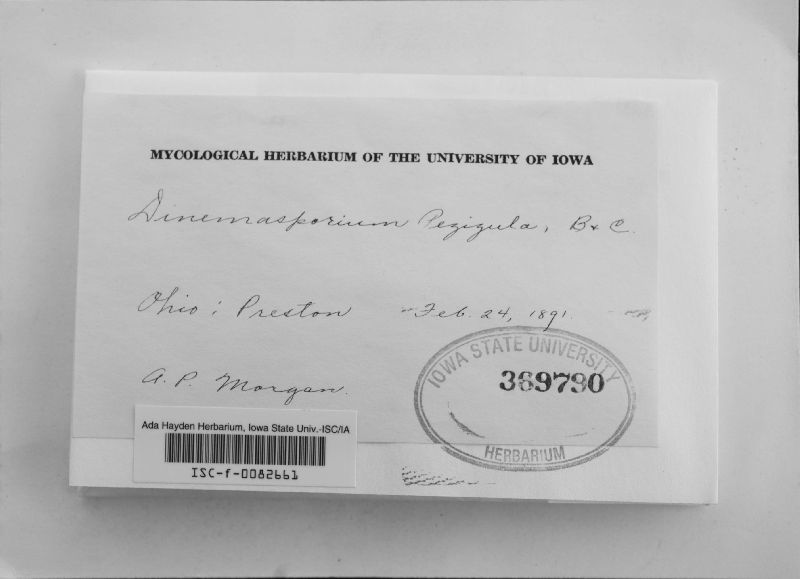 MYCOLOGICAL HERBARIUM OF THE UNIVERSITY OF IOWA
Dinemasporium Pezizula, B & C.
Ohio: Preston Feb. 24, 1891.
A. P. Morgan.
IOWA STATE UNIVERSITY
369790
HERBARIUM
Ada Hayden Herbarium, Iowa State Univ.-ISC/IA
ISC-f-0082661